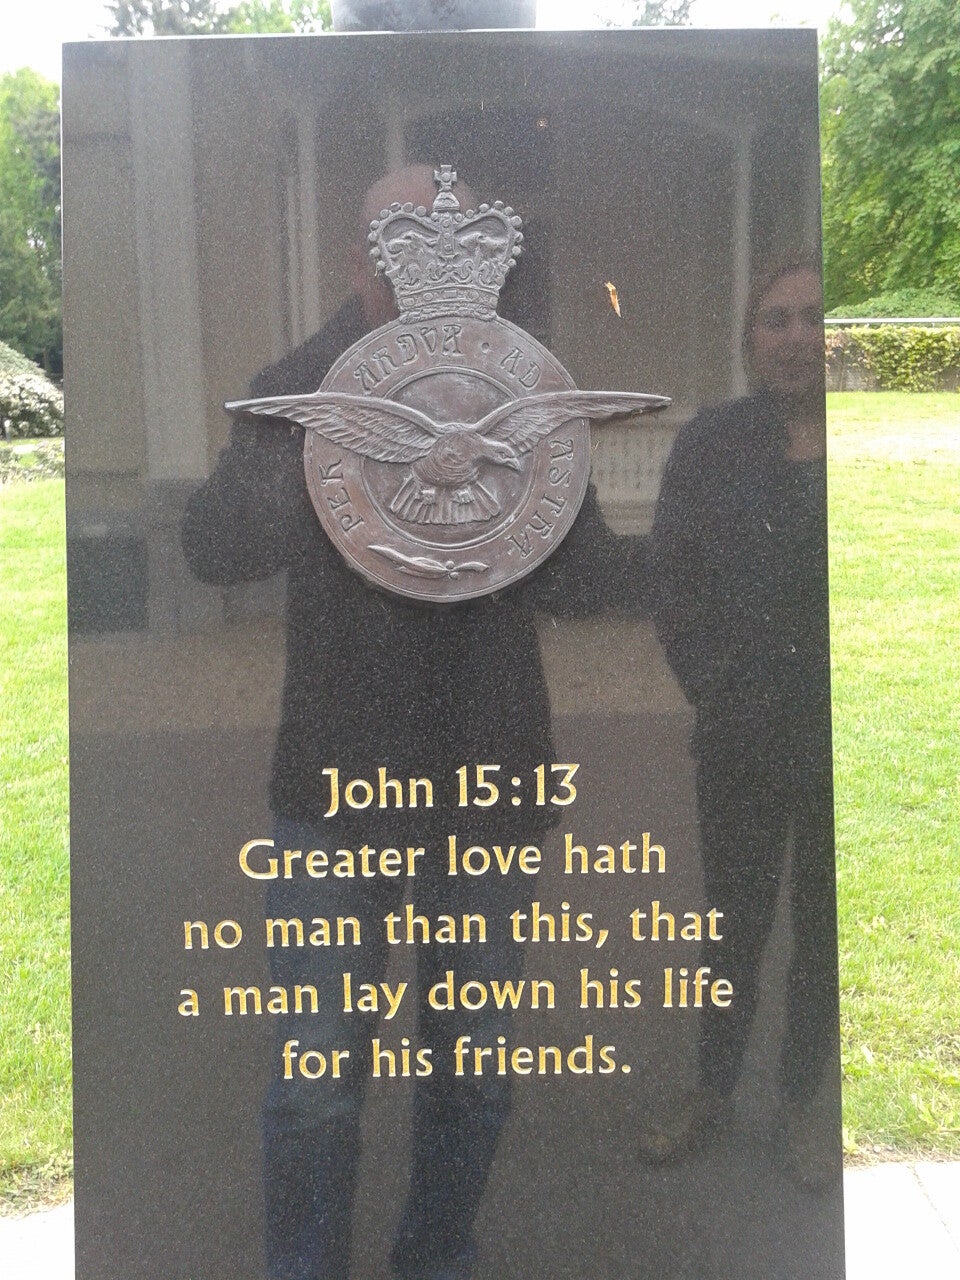 PER ARDVA · AD ASTRA
John 15:13
Greater love hath
no man than this, that
a man lay down his life
for his friends.